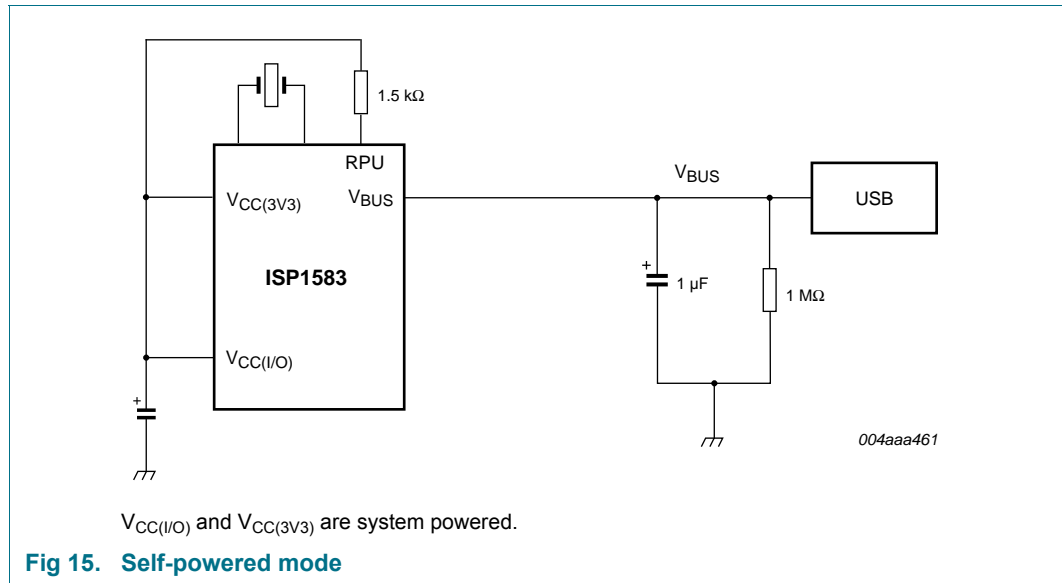 1.5 kΩ
RPU
VCC(3V3)
VBUS
VBUS
USB
ISP1583
1 μF
1 MΩ
VCC(I/O)
004aaa461
VCC(I/O) and VCC(3V3) are system powered.
Fig 15. Self-powered mode